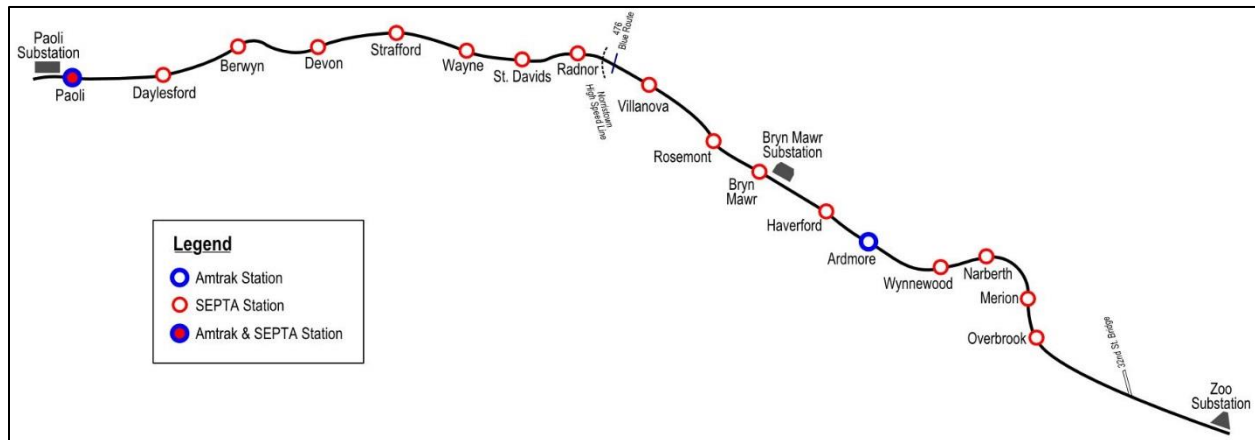 Paoli
Substation
Paoli
Daylesford
Berwyn
Devon
Strafford
Wayne
St. Davids
Radnor
476
Blue Route
Norristown
High Speed Line
Villanova
Rosemont
Bryn Mawr
Substation
Bryn
Mawr
Haverford
Ardmore
Wynnewood
Narberth
Merion
Overbrook
32nd St. Bridge
Zoo
Substation
Legend
Amtrak Station
SEPTA Station
Amtrak & SEPTA Station